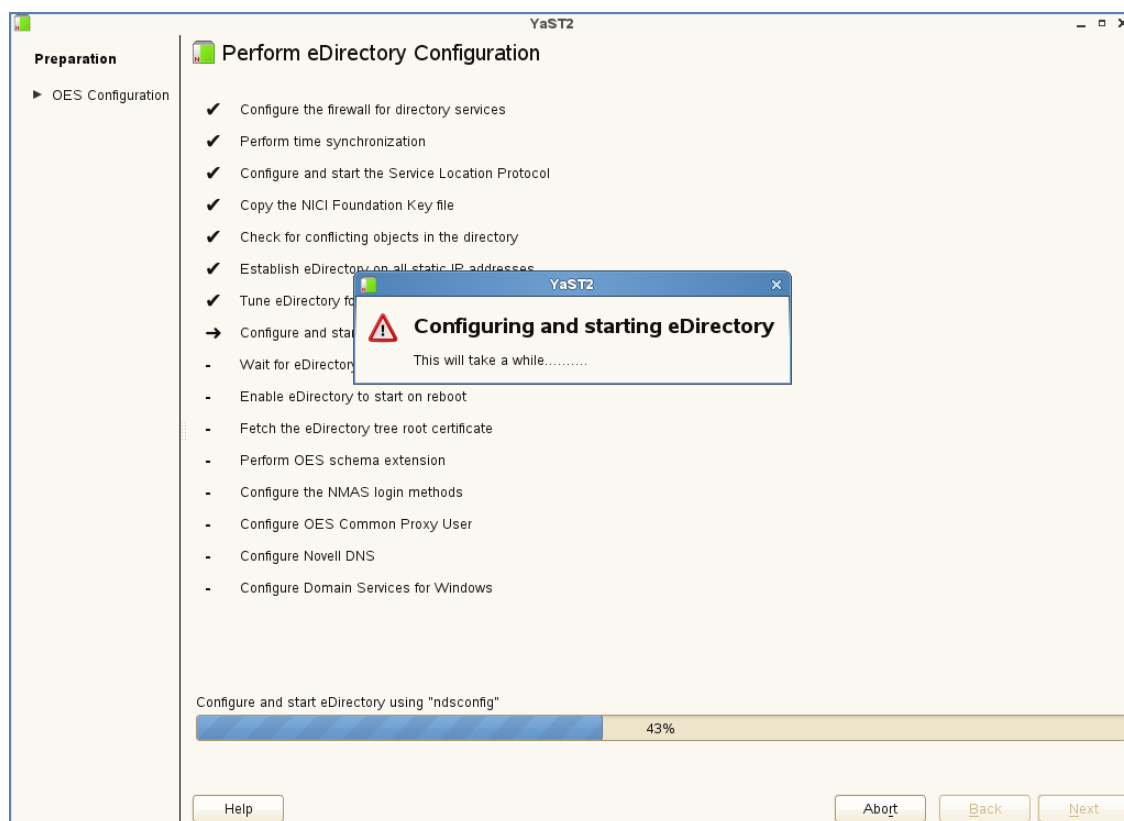 YaST2
Preparation
OES Configuration
Perform eDirectory Configuration
Configure the firewall for directory services
Perform time synchronization
Configure and start the Service Location Protocol
Copy the NICI Foundation Key file
Check for conflicting objects in the directory
Establish eDirectory on all static IP addresses
Tune eDirectory fo
Configure and star
Wait for eDirectory
Enable eDirectory to start on reboot
Fetch the eDirectory tree root certificate
Perform OES schema extension
Configure the NMAS login methods
Configure OES Common Proxy User
Configure Novell DNS
Configure Domain Services for Windows
YaST2
Configuring and starting eDirectory
This will take a while..........
Configure and start eDirectory using "ndsconfig"
43%
Help
Abort
Back
Next